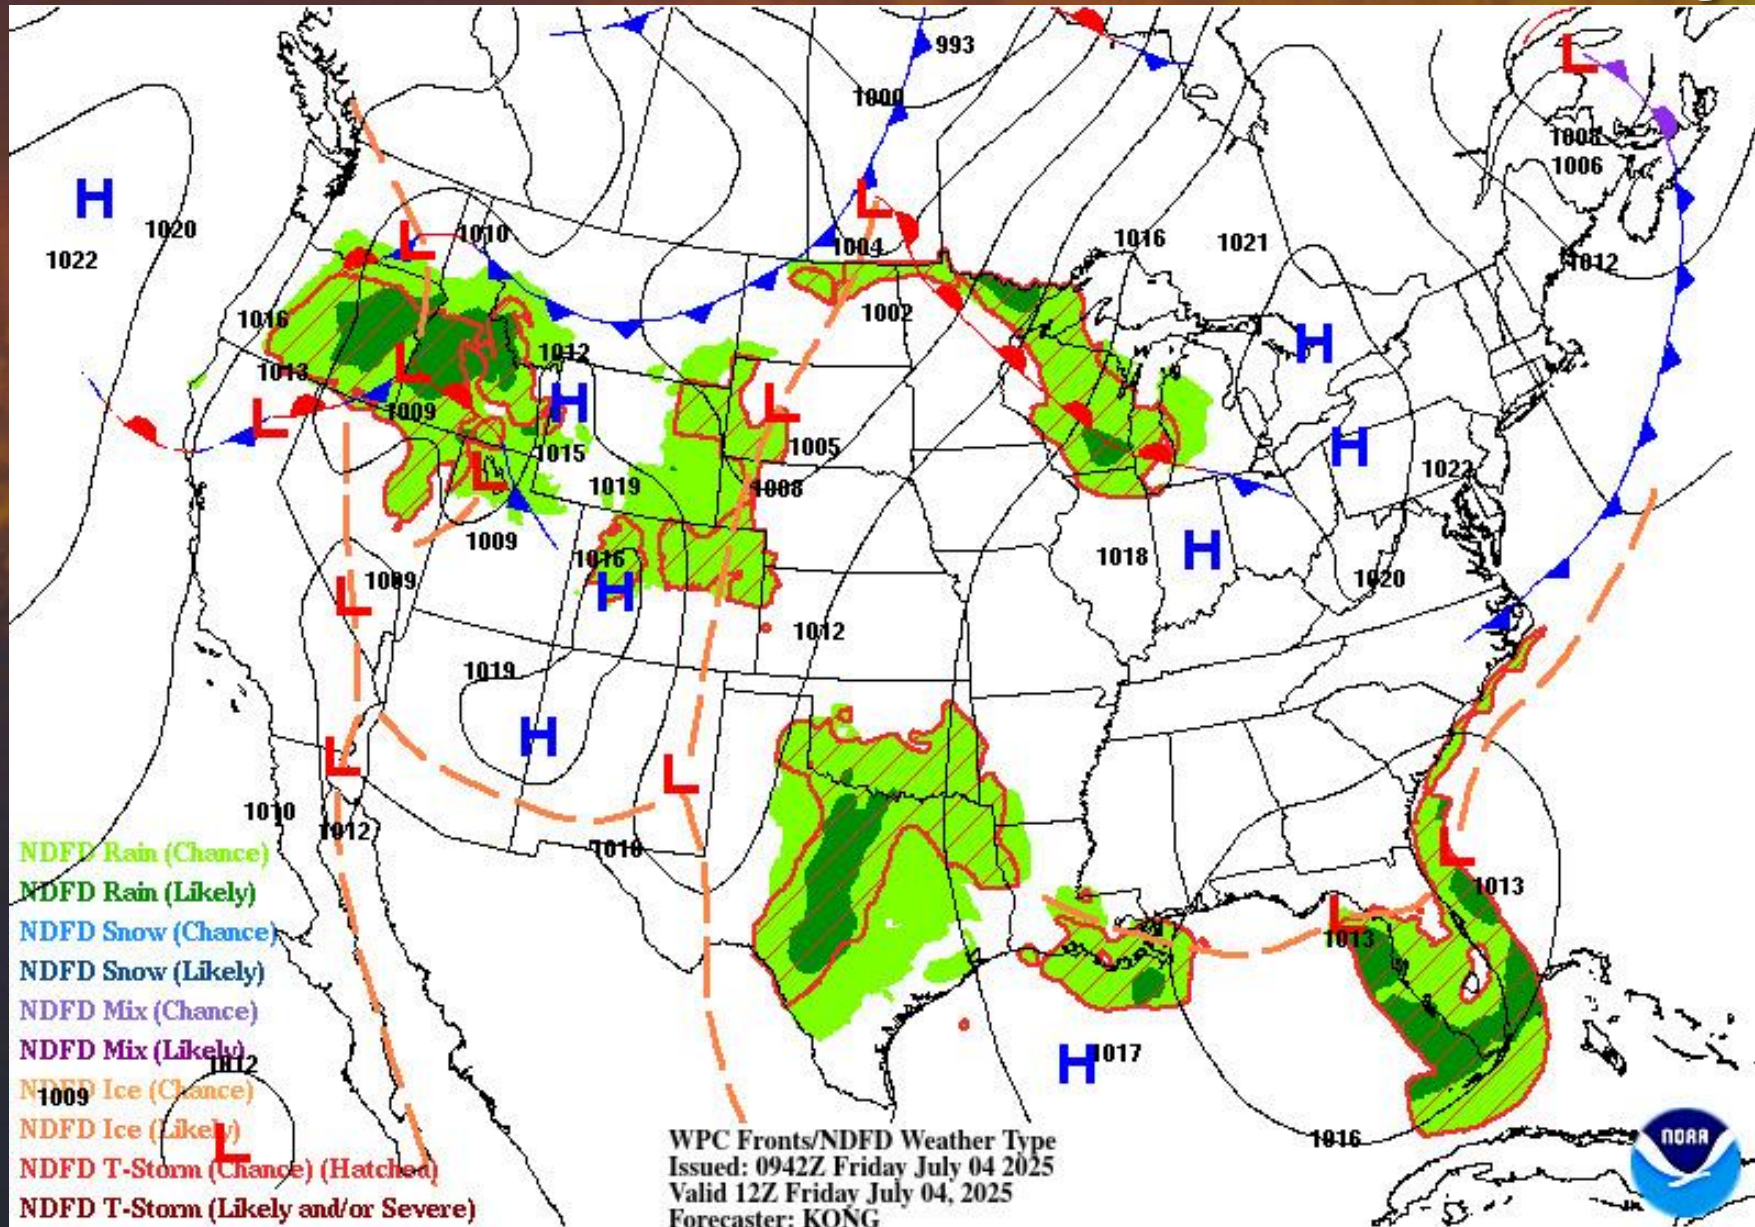 993
1000
1008
1006
H
L
1020
1022
L
1010
L
1004
1016
1021
1012
1016
1002
H
1012
1013
L
1009
H
L
L
1005
H
1015
1019
1008
1022
L
1009
1016
H
1018
H
1020
1009
L
H
1012
1019
H
L
L
1010
1012
1010
L
1013
L
1013
NDFD Rain (Chance)
NDFD Rain (Likely)
NDFD Snow (Chance)
NDFD Snow (Likely)
NDFD Mix (Chance)
NDFD Mix (Likely)
1012
NDFD Ice (Chance)
1009
NDFD Ice (Likely)
L
NDFD T-Storm (Chance) (Hatched)
NDFD T-Storm (Likely and/or Severe)
H
1017
1016
WPC Fronts/NDFD Weather Type
Issued: 0942Z Friday July 04 2025
Valid 12Z Friday July 04, 2025
Forecaster: KONG
NOAA